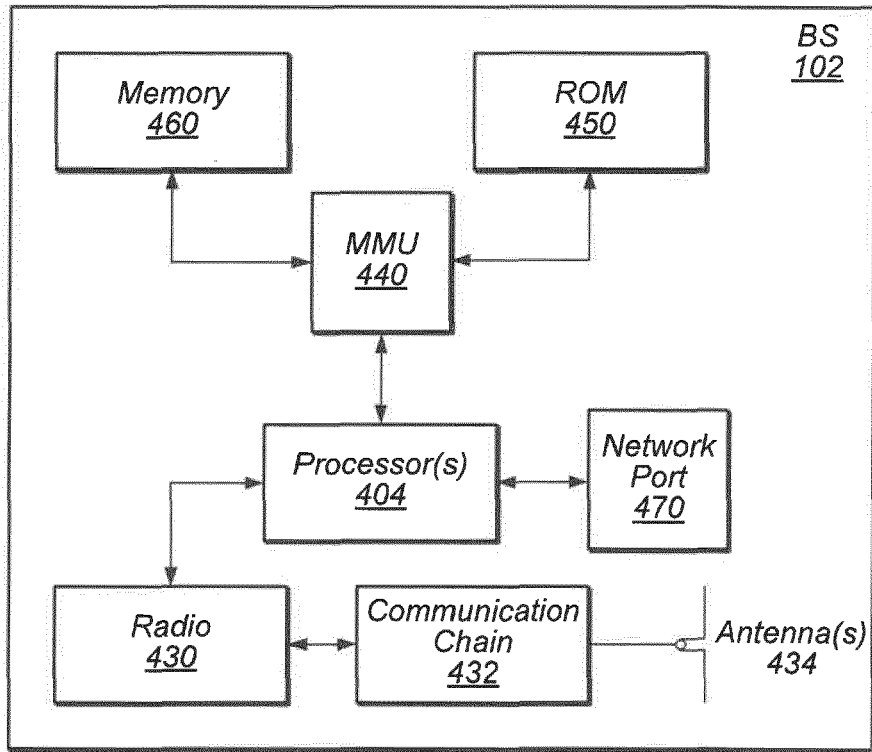 BS
102
Memory
460
ROM
450
MMU
440
Processor(s)
404
Network
Port
470
Radio
430
Communication
Chain
432
Antenna(s)
434